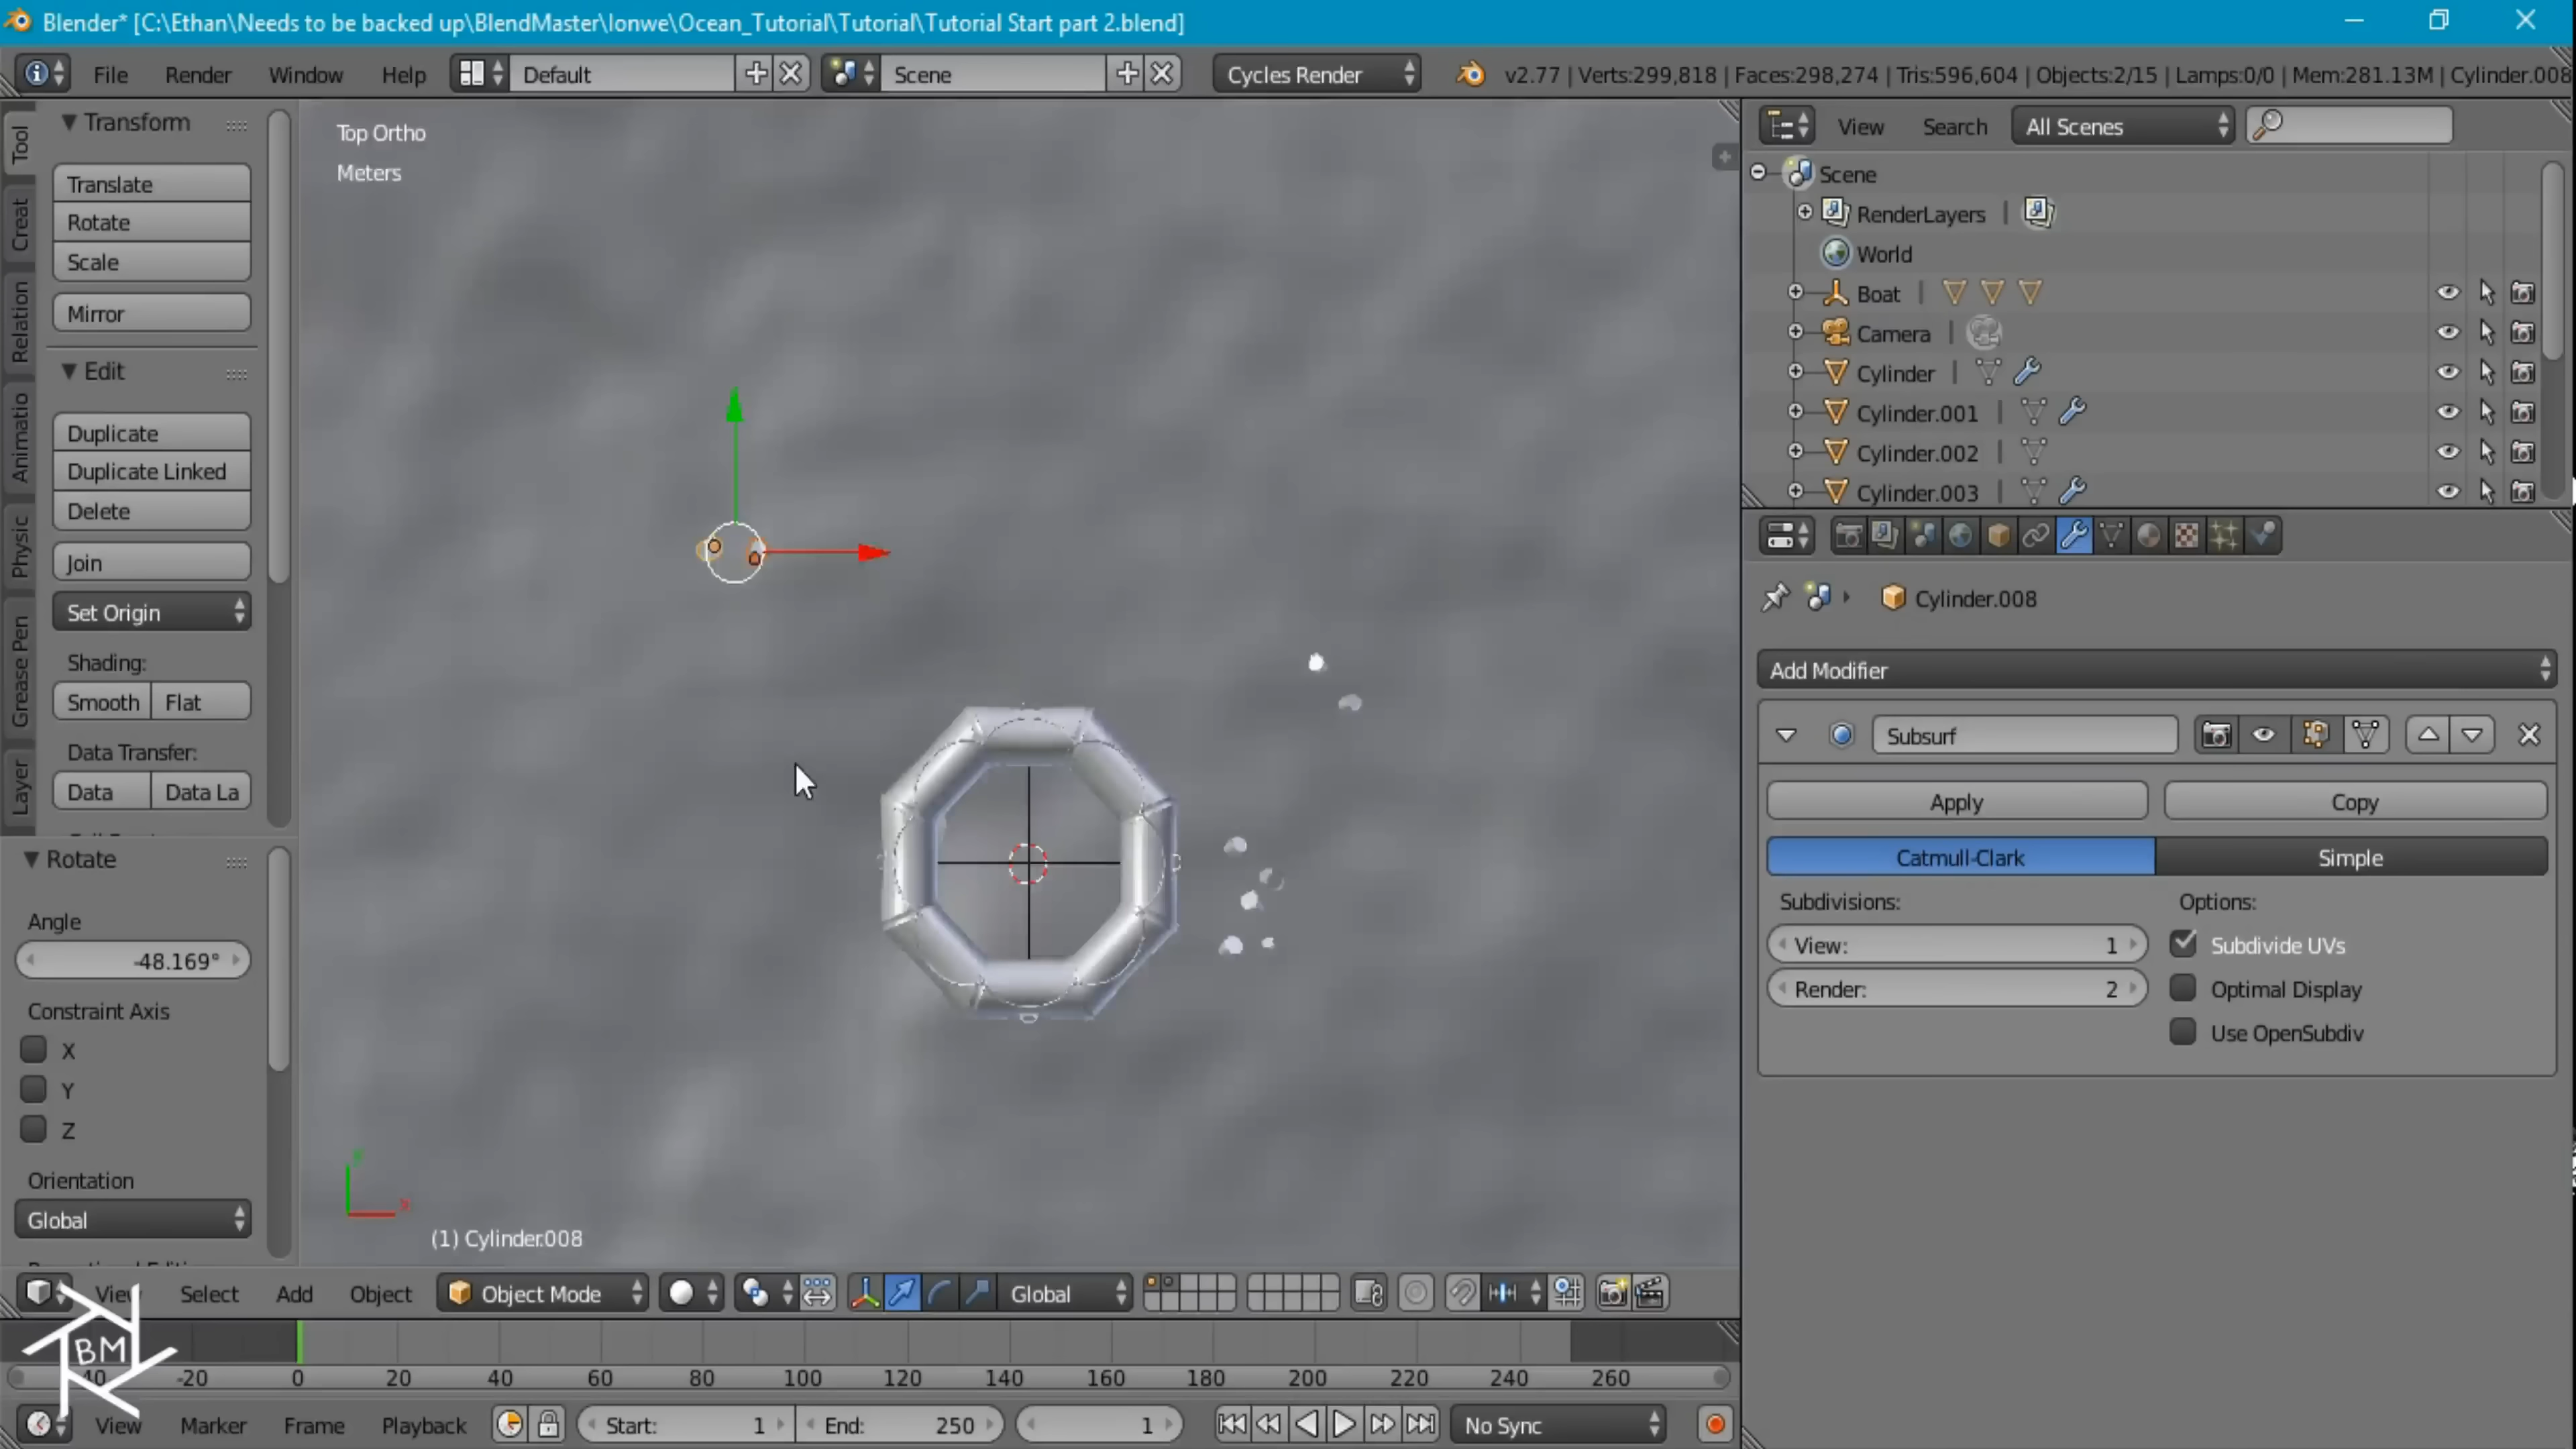 Blender* [C:\Ethan\Needs to be backed up\BlendMaster\Ionwe\Ocean_Tutorial\Tutorial\Tutorial Start part 2.blend]
File Render Window Help Default Scene Cycles Render v2.77 | Verts:299,818 | Faces:298,274 | Tris:596,604 | Objects:2/15 | Lamps:0/0 | Mem:281.13M | Cylinder.008
Tool
Creat
Relation
Animatio
Physic
Grease Pen
Layer
Transform
Translate
Rotate
Scale
Mirror
Edit
Duplicate
Duplicate Linked
Delete
Join
Set Origin
Shading:
Smooth Flat
Data Transfer:
Data Data La
Rotate
Angle
-48.169°
Constraint Axis
X
Y
Z
Orientation
Global
Top Ortho
Meters
(1) Cylinder.008
View Search All Scenes
Scene
RenderLayers
World
Boat
Camera
Cylinder
Cylinder.001
Cylinder.002
Cylinder.003
Cylinder.008
Add Modifier
Subsurf
Apply Copy
Catmull-Clark Simple
Subdivisions: Options:
View: 1 Subdivide UVs
Render: 2 Optimal Display
Use OpenSubdiv
View Select Add Object Object Mode Global
BM
-20 0 20 40 60 80 100 120 140 160 180 200 220 240 260
View Marker Frame Playback Start: 1 End: 250 1 No Sync